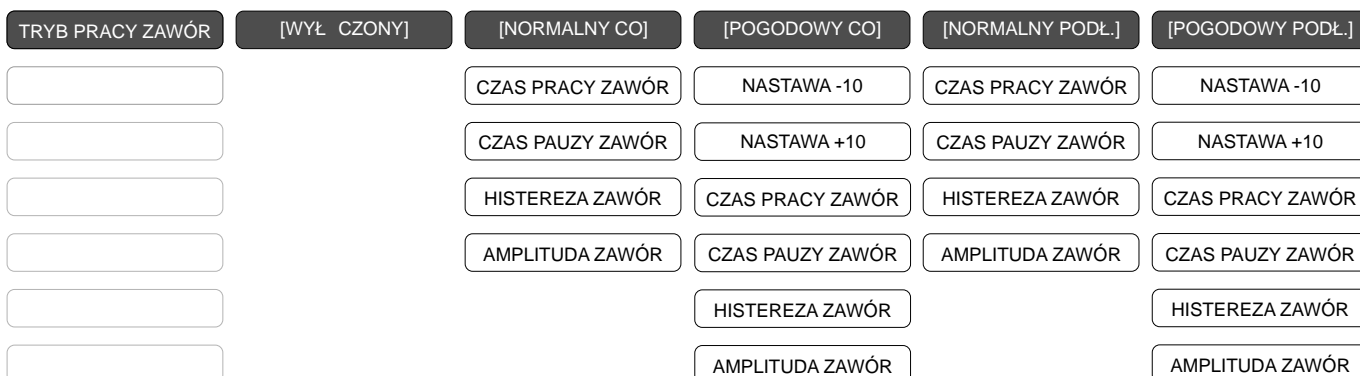 TRYB PRACY ZAWÓR [WYŁ CZONY] [NORMALNY CO] [POGODOWY CO] [NORMALNY PODŁ.] [POGODOWY PODŁ.]
CZAS PRACY ZAWÓR NASTAWA -10 CZAS PRACY ZAWÓR NASTAWA -10
CZAS PAUZY ZAWÓR NASTAWA +10 CZAS PAUZY ZAWÓR NASTAWA +10
HISTEREZA ZAWÓR CZAS PRACY ZAWÓR HISTEREZA ZAWÓR CZAS PRACY ZAWÓR
AMPLITUDA ZAWÓR CZAS PAUZY ZAWÓR AMPLITUDA ZAWÓR CZAS PAUZY ZAWÓR
HISTEREZA ZAWÓR HISTEREZA ZAWÓR
AMPLITUDA ZAWÓR AMPLITUDA ZAWÓR